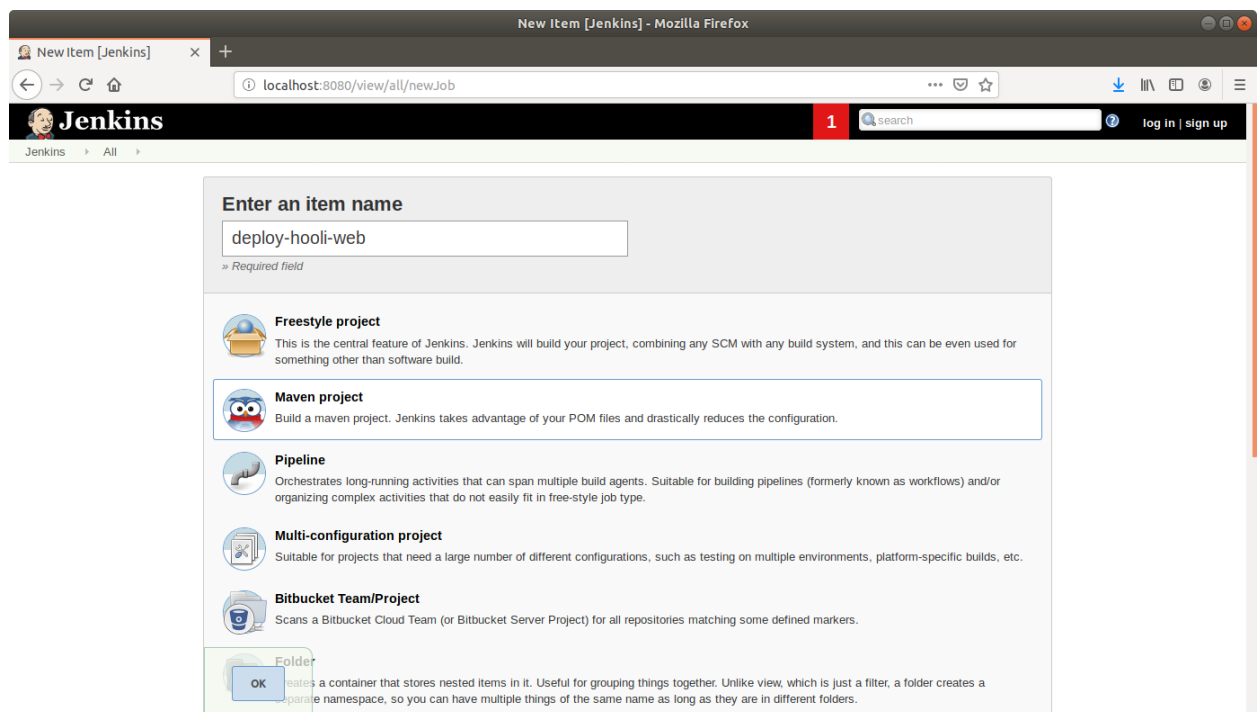 New Item [Jenkins] - Mozilla Firefox
New Item [Jenkins]
localhost:8080/view/all/newJob
Jenkins
1
search
log in | sign up
Jenkins
All
Enter an item name
deploy-hooli-web
» Required field
Freestyle project
This is the central feature of Jenkins. Jenkins will build your project, combining any SCM with any build system, and this can be even used for
something other than software build.
Maven project
Build a maven project. Jenkins takes advantage of your POM files and drastically reduces the configuration.
Pipeline
Orchestrates long-running activities that can span multiple build agents. Suitable for building pipelines (formerly known as workflows) and/or
organizing complex activities that do not easily fit in free-style job type.
Multi-configuration project
Suitable for projects that need a large number of different configurations, such as testing on multiple environments, platform-specific builds, etc.
Bitbucket Team/Project
Scans a Bitbucket Cloud Team (or Bitbucket Server Project) for all repositories matching some defined markers.
Folder
Creates a container that stores nested items in it. Useful for grouping things together. Unlike view, which is just a filter, a folder creates a
separate namespace, so you can have multiple things of the same name as long as they are in different folders.
OK